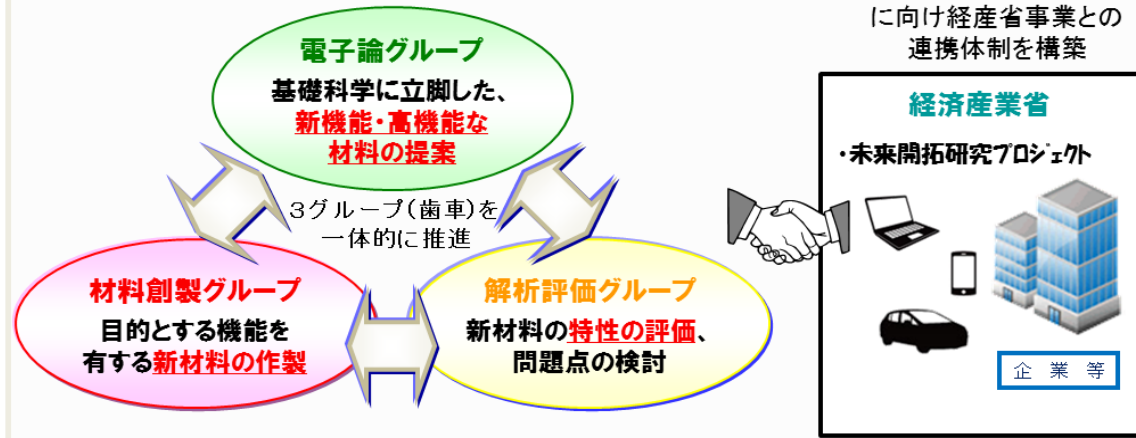 に向け経産省事業との
連携体制を構築
電子論グループ
基礎科学に立脚した、
新機能・高機能な
材料の提案
3グループ(歯車)を
一体的に推進
材料創製グループ
目的とする機能を
有する新材料の作製
解析評価グループ
新材料の特性の評価、
問題点の検討
経済産業省
・未来開拓研究プロジェクト
企業等